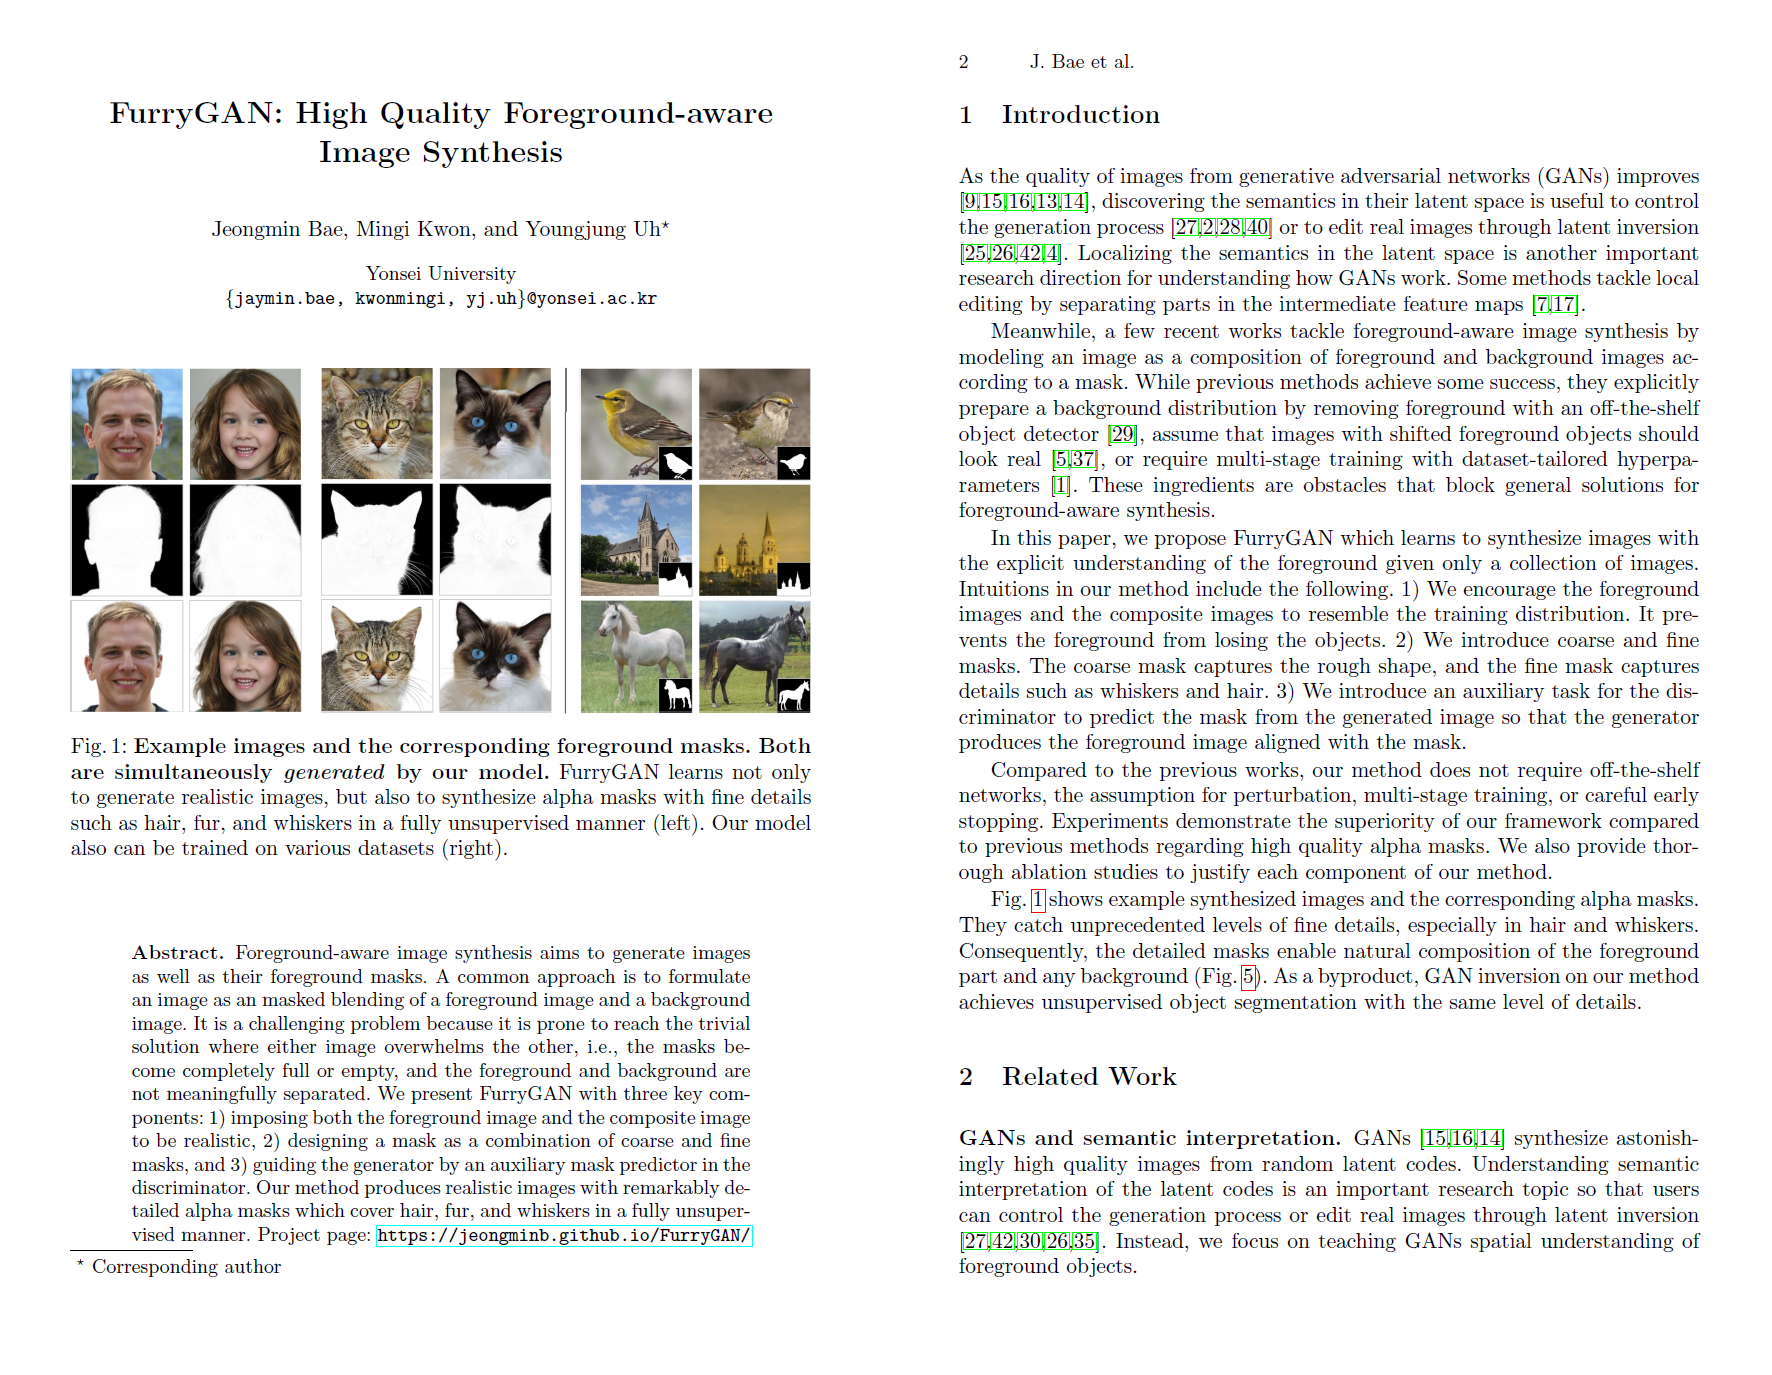 FurryGAN: High Quality Foreground-aware
Image Synthesis
Jeongmin Bae, Mingi Kwon, and Youngjung Uh⋆
Yonsei University
{jaymin.bae, kwonmingi, yj.uh}@yonsei.ac.kr
Fig. 1: Example images and the corresponding foreground masks. Both
are simultaneously generated by our model. FurryGAN learns not only
to generate realistic images, but also to synthesize alpha masks with fine details
such as hair, fur, and whiskers in a fully unsupervised manner (left). Our model
also can be trained on various datasets (right).
Abstract. Foreground-aware image synthesis aims to generate images
as well as their foreground masks. A common approach is to formulate
an image as an masked blending of a foreground image and a background
image. It is a challenging problem because it is prone to reach the trivial
solution where either image overwhelms the other, i.e., the masks be-
come completely full or empty, and the foreground and background are
not meaningfully separated. We present FurryGAN with three key com-
ponents: 1) imposing both the foreground image and the composite image
to be realistic, 2) designing a mask as a combination of coarse and fine
masks, and 3) guiding the generator by an auxiliary mask predictor in the
discriminator. Our method produces realistic images with remarkably de-
tailed alpha masks which cover hair, fur, and whiskers in a fully unsuper-
vised manner. Project page: https://jeongminb.github.io/FurryGAN/
⋆ Corresponding author
2 J. Bae et al.
1 Introduction
As the quality of images from generative adversarial networks (GANs) improves
[9,15,16,13,14], discovering the semantics in their latent space is useful to control
the generation process [27,2,28,40] or to edit real images through latent inversion
[25,26,42,4]. Localizing the semantics in the latent space is another important
research direction for understanding how GANs work. Some methods tackle local
editing by separating parts in the intermediate feature maps [7,17].
Meanwhile, a few recent works tackle foreground-aware image synthesis by
modeling an image as a composition of foreground and background images ac-
cording to a mask. While previous methods achieve some success, they explicitly
prepare a background distribution by removing foreground with an off-the-shelf
object detector [29], assume that images with shifted foreground objects should
look real [5,37], or require multi-stage training with dataset-tailored hyperpa-
rameters [1]. These ingredients are obstacles that block general solutions for
foreground-aware synthesis.
In this paper, we propose FurryGAN which learns to synthesize images with
the explicit understanding of the foreground given only a collection of images.
Intuitions in our method include the following. 1) We encourage the foreground
images and the composite images to resemble the training distribution. It pre-
vents the foreground from losing the objects. 2) We introduce coarse and fine
masks. The coarse mask captures the rough shape, and the fine mask captures
details such as whiskers and hair. 3) We introduce an auxiliary task for the dis-
criminator to predict the mask from the generated image so that the generator
produces the foreground image aligned with the mask.
Compared to the previous works, our method does not require off-the-shelf
networks, the assumption for perturbation, multi-stage training, or careful early
stopping. Experiments demonstrate the superiority of our framework compared
to previous methods regarding high quality alpha masks. We also provide thor-
ough ablation studies to justify each component of our method.
Fig. 1 shows example synthesized images and the corresponding alpha masks.
They catch unprecedented levels of fine details, especially in hair and whiskers.
Consequently, the detailed masks enable natural composition of the foreground
part and any background (Fig. 5). As a byproduct, GAN inversion on our method
achieves unsupervised object segmentation with the same level of details.
2 Related Work
GANs and semantic interpretation. GANs [15,16,14] synthesize astonish-
ingly high quality images from random latent codes. Understanding semantic
interpretation of the latent codes is an important research topic so that users
can control the generation process or edit real images through latent inversion
[27,42,30,26,35]. Instead, we focus on teaching GANs spatial understanding of
foreground objects.